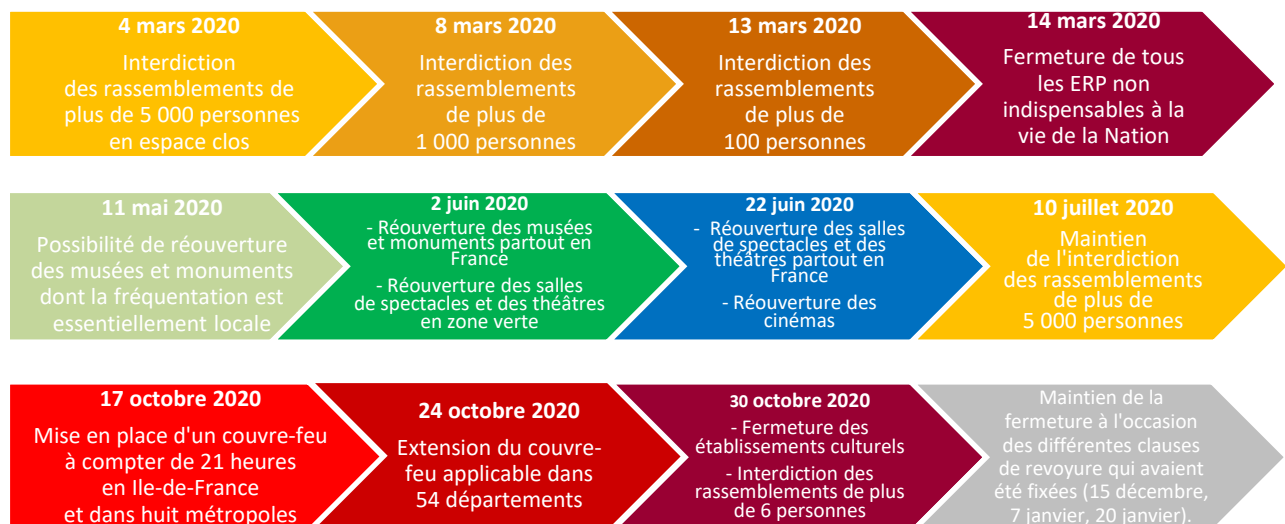 4 mars 2020
Interdiction
des rassemblements de
plus de 5 000 personnes
en espace clos
8 mars 2020
Interdiction des
rassemblements
de plus de
1 000 personnes
13 mars 2020
Interdiction des
rassemblements
de plus de
100 personnes
14 mars 2020
Fermeture de tous
les ERP non
indispensables à la
vie de la Nation
11 mai 2020
Possibilité de réouverture
des musées et monuments
dont la fréquentation est
essentiellement locale
2 juin 2020
- Réouverture des musées
et monuments partout en
France
- Réouverture des salles
de spectacles et des théâtres
en zone verte
22 juin 2020
- Réouverture des salles
de spectacles et des
théâtres partout en
France
- Réouverture des
cinémas
10 juillet 2020
Maintien
de l'interdiction
des rassemblements
de plus de
5 000 personnes
17 octobre 2020
Mise en place d'un couvre-feu
à compter de 21 heures
en Ile-de-France
et dans huit métropoles
24 octobre 2020
Extension du couvre-
feu applicable dans
54 départements
30 octobre 2020
- Fermeture des
établissements culturels
- Interdiction des
rassemblements de plus
de 6 personnes
Maintien de la
fermeture à l'occasion
des différentes clauses
de revoyure qui avaient
été fixées (15 décembre,
7 janvier, 20 janvier).